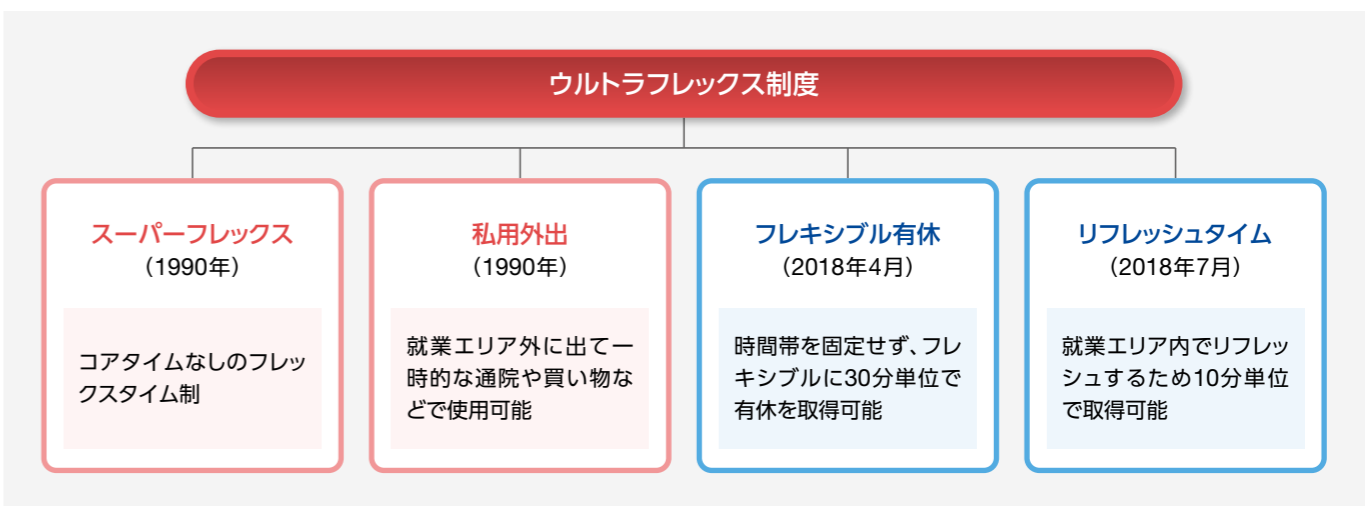 ウルトラフレックス制度
スーパーフレックス
（1990年）
コアタイムなしのフレッ
クスタイム制
私用外出
（1990年）
就業エリア外に出て一
時的な通院や買い物な
どで使用可能
フレキシブル有休
（2018年4月）
時間帯を固定せず、フレ
キシブルに30分単位で
有休を取得可能
リフレッシュタイム
（2018年7月）
就業エリア内でリフレッ
シュするため10分単位
で取得可能